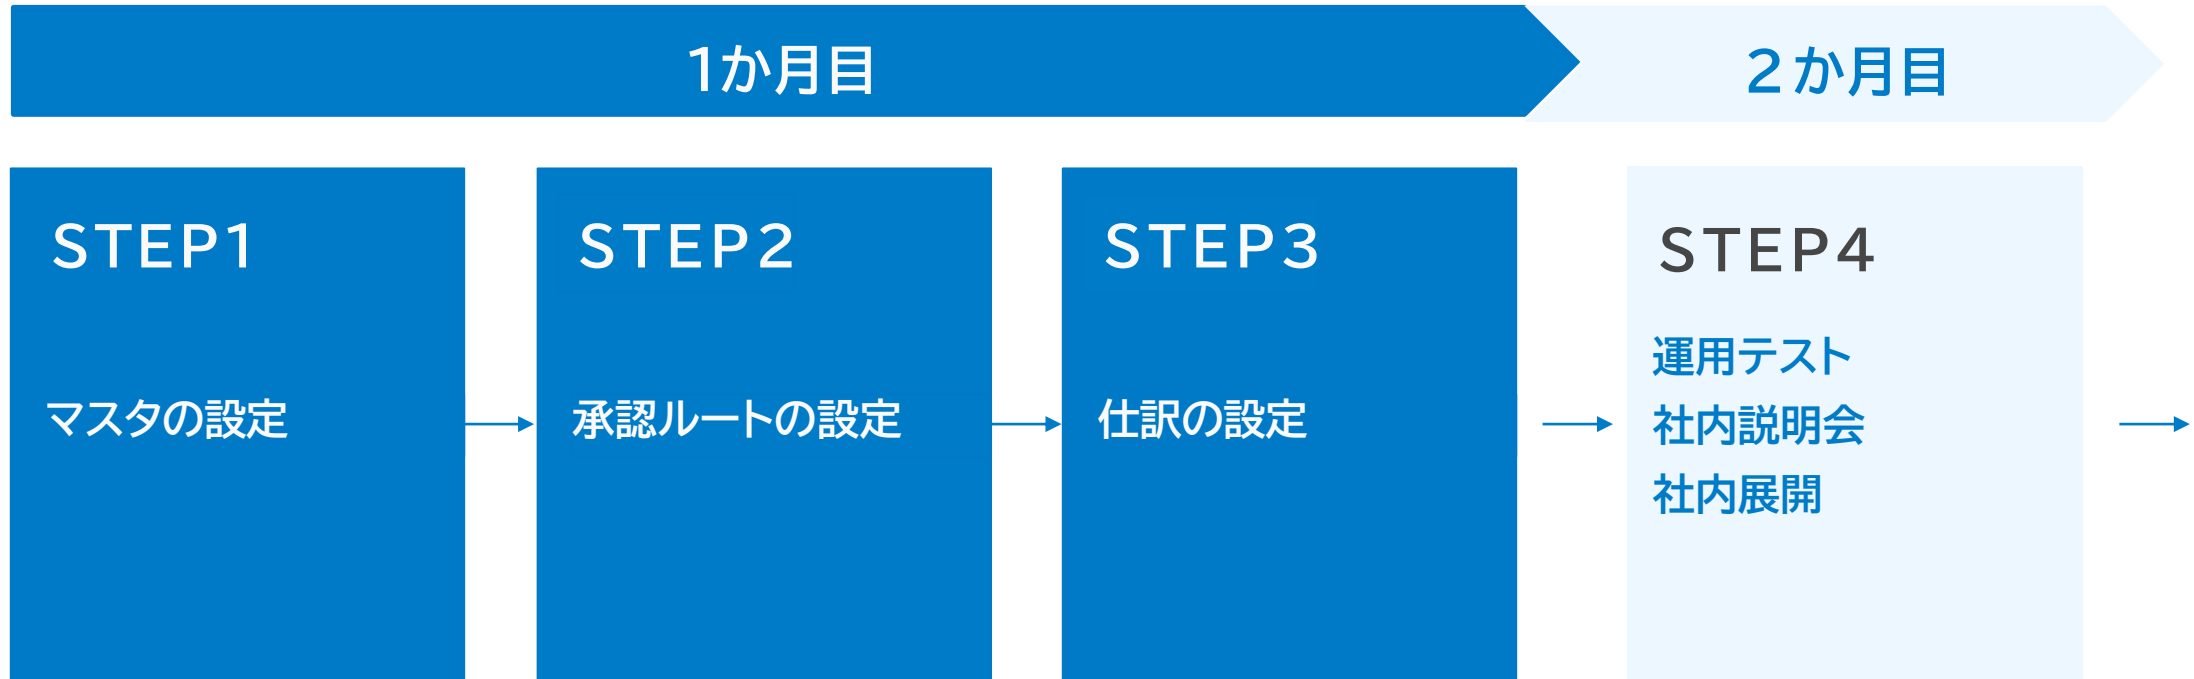 1か月目
2か月目
STEP1
マスタの設定
STEP2
承認ルートの設定
STEP3
仕訳の設定
STEP4
運用テスト
社内説明会
社内展開